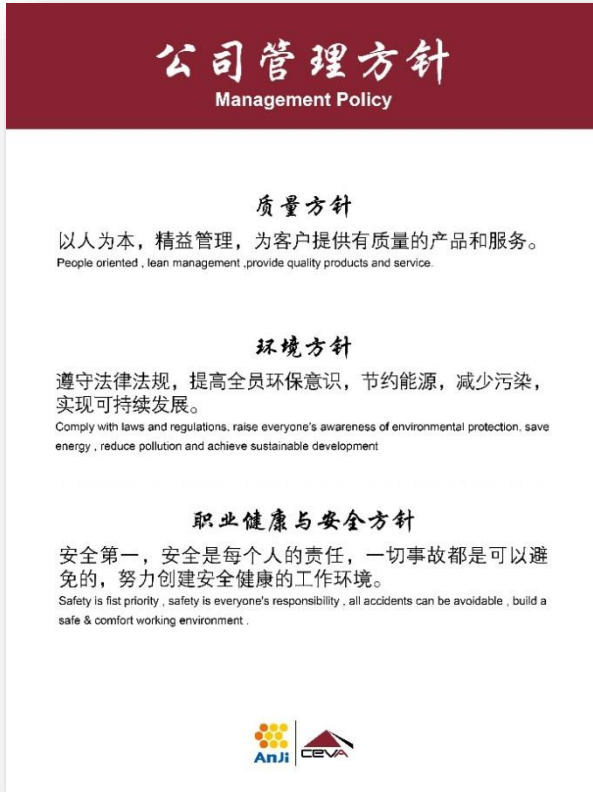 公司管理方针
Management Policy
质量方针
以人为本，精益管理，为客户提供有质量的产品和服务。
People oriented , lean management ,provide quality products and service.
环境方针
遵守法律法规，提高全员环保意识，节约能源，减少污染，
实现可持续发展。
Comply with laws and regulations, raise everyone's awareness of environmental protection, save
energy , reduce pollution and achieve sustainable development
职业健康与安全方针
安全第一，安全是每个人的责任，一切事故都是可以避
免的，努力创建安全健康的工作环境。
Safety is fist priority , safety is everyone's responsibility , all accidents can be avoidable , build a
safe & comfort working environment .
AnJi CEVA